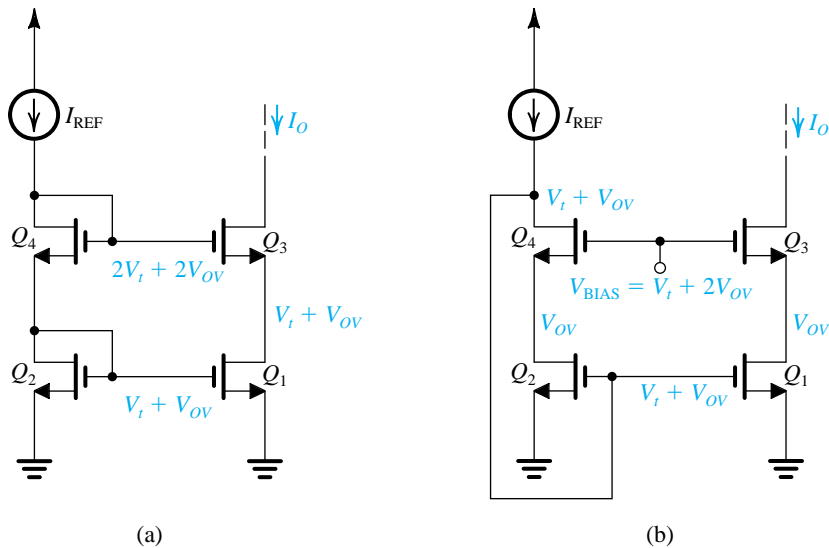 I_REF
I_O
Q_4
Q_3
2V_t + 2V_OV
V_t + V_OV
Q_2
Q_1
V_t + V_OV
(a)
I_REF
I_O
V_t + V_OV
Q_4
Q_3
V_BIAS = V_t + 2V_OV
V_OV
V_OV
Q_2
Q_1
V_t + V_OV
(b)